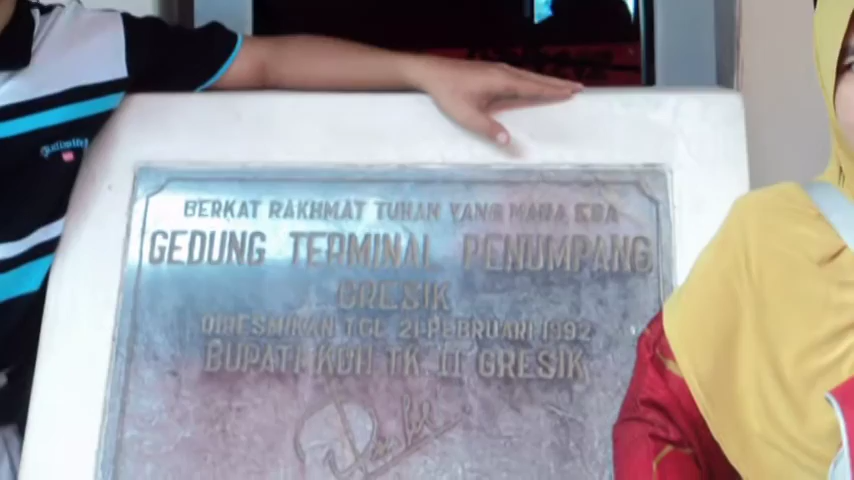 BERKAT RAKHMAT TUHAN YANG MAHA ESA
GEDUNG TERMINAL PENUMPANG
GRESIK
DIRESMIKAN TGL 21 PEBRUARI 1992
BUPATI KDH TK II GRESIK